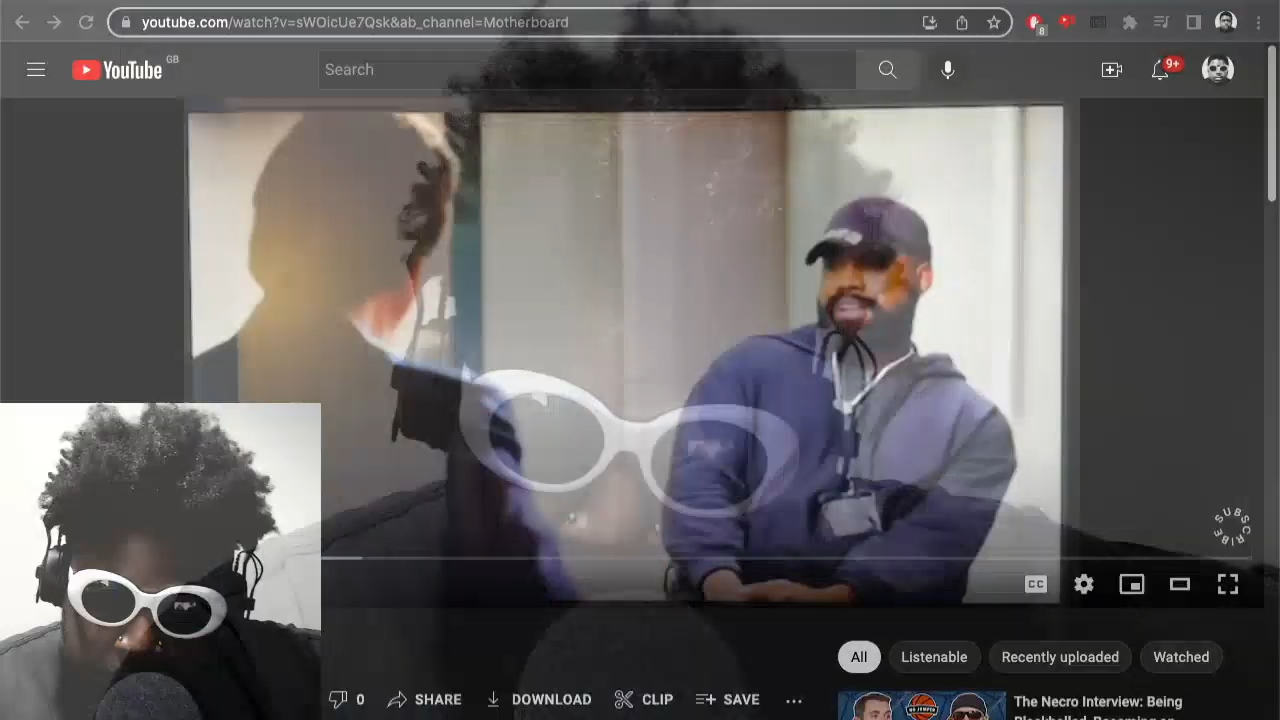 youtube.com/watch?v=sWOicUe7Qsk&ab_channel=Motherboard
8
YouTube GB
Search
9+
SUBSCRIBE
CC
All
Listenable
Recently uploaded
Watched
0
SHARE
DOWNLOAD
CLIP
SAVE
The Necro Interview: Being